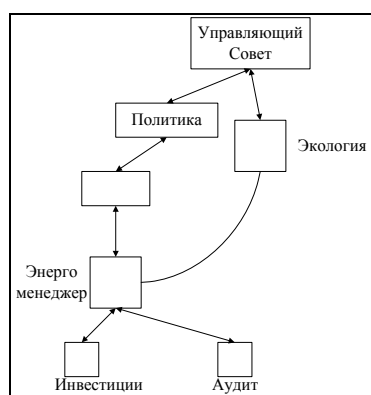 Управляющий
Совет
Политика
Экология
Энерго
менеджер
Инвестиции
Аудит